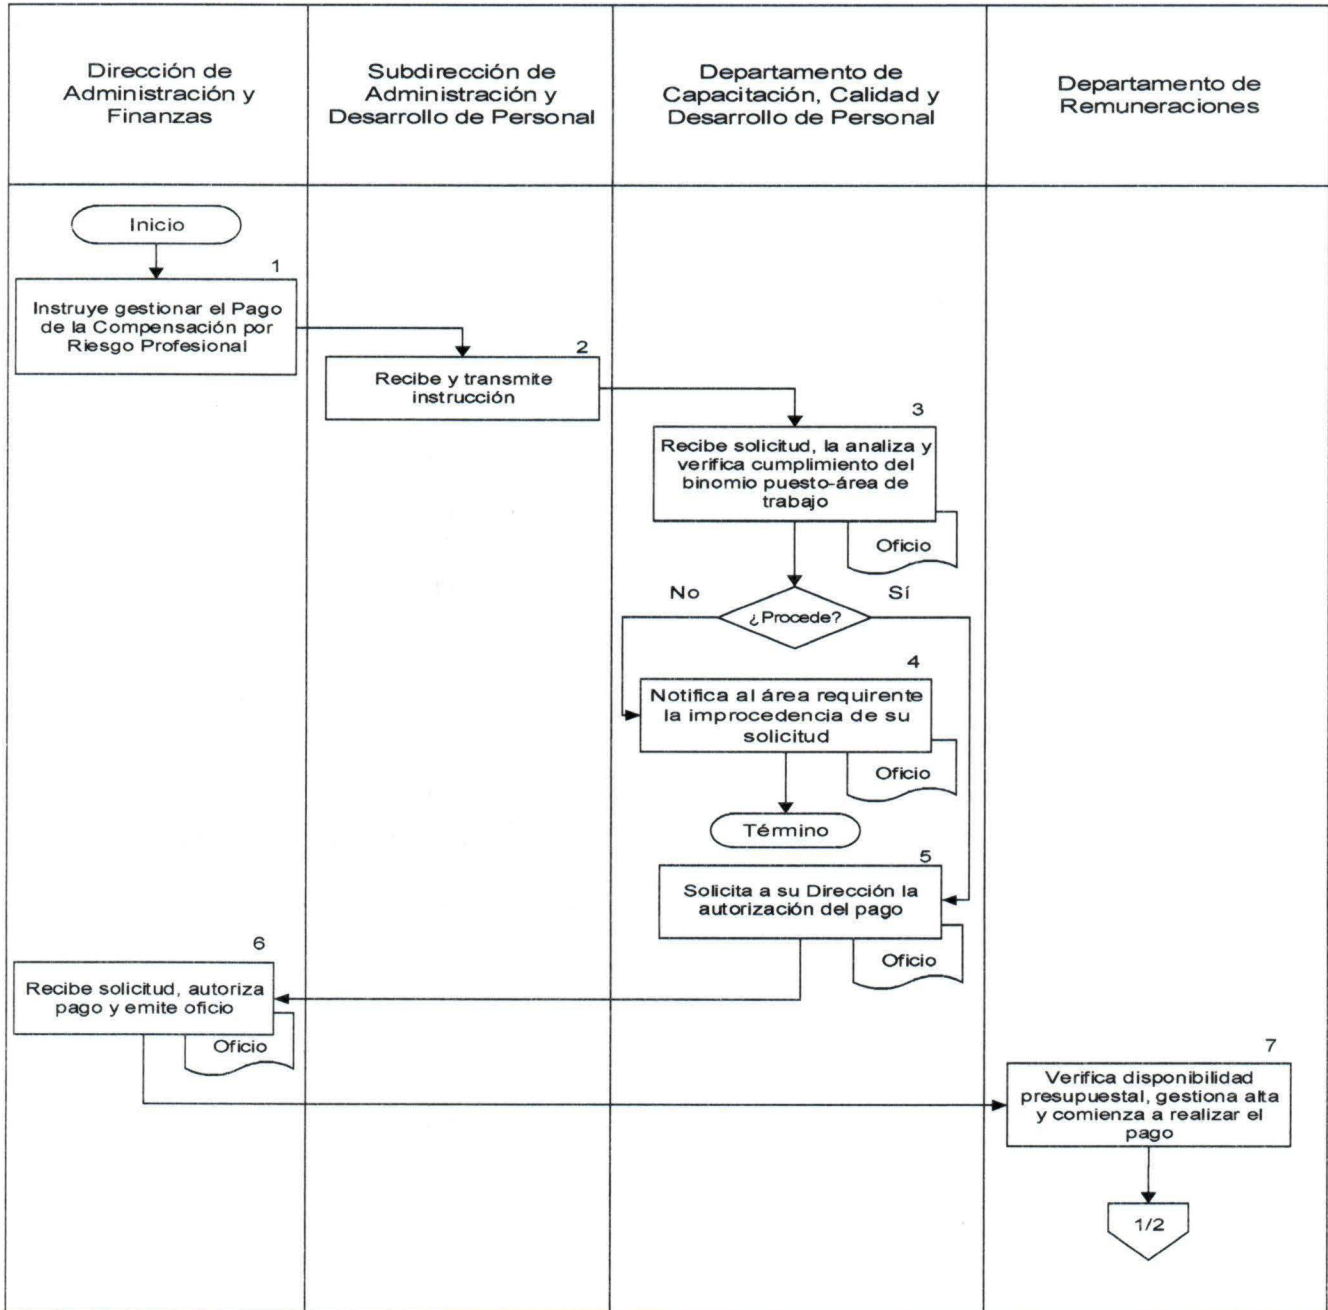 Dirección de
Administración y
Finanzas
Subdirección de
Administración y
Desarrollo de Personal
Departamento de
Capacitación, Calidad y
Desarrollo de Personal
Departamento de
Remuneraciones
Inicio
1
Instruye gestionar el Pago
de la Compensación por
Riesgo Profesional
2
Recibe y transmite
instrucción
3
Recibe solicitud, la analiza y
verifica cumplimiento del
binomio puesto-área de
trabajo
Oficio
No
Sí
¿Procede?
4
Notifica al área requirente
la improcedencia de su
solicitud
Oficio
Término
5
Solicita a su Dirección la
autorización del pago
Oficio
6
Recibe solicitud, autoriza
pago y emite oficio
Oficio
7
Verifica disponibilidad
presupuestal, gestiona alta
y comienza a realizar el
pago
1/2